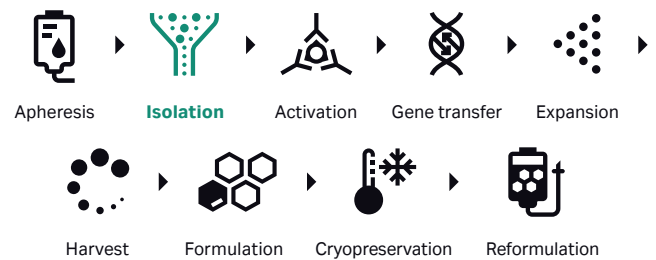 Apheresis
Isolation
Activation
Gene transfer
Expansion
Harvest
Formulation
Cryopreservation
Reformulation